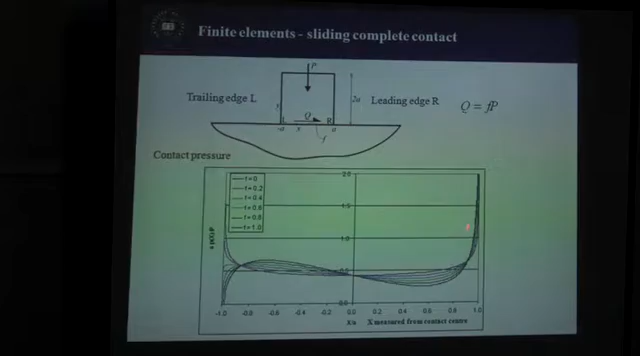 Finite elements - sliding complete contact
P
Trailing edge L
2a
Leading edge R
Q = fP
y
L
Q
R
-a
x
a
f
Contact pressure
2.0
f = 0
f = 0.2
f = 0.4
f = 0.6
f = 0.8
f = 1.0
1.5
1.0
0.5
0.0
-1.0 -0.8 -0.6 -0.4 -0.2 0.0 0.2 0.4 0.6 0.8 1.0
X/a X measured from contact centre